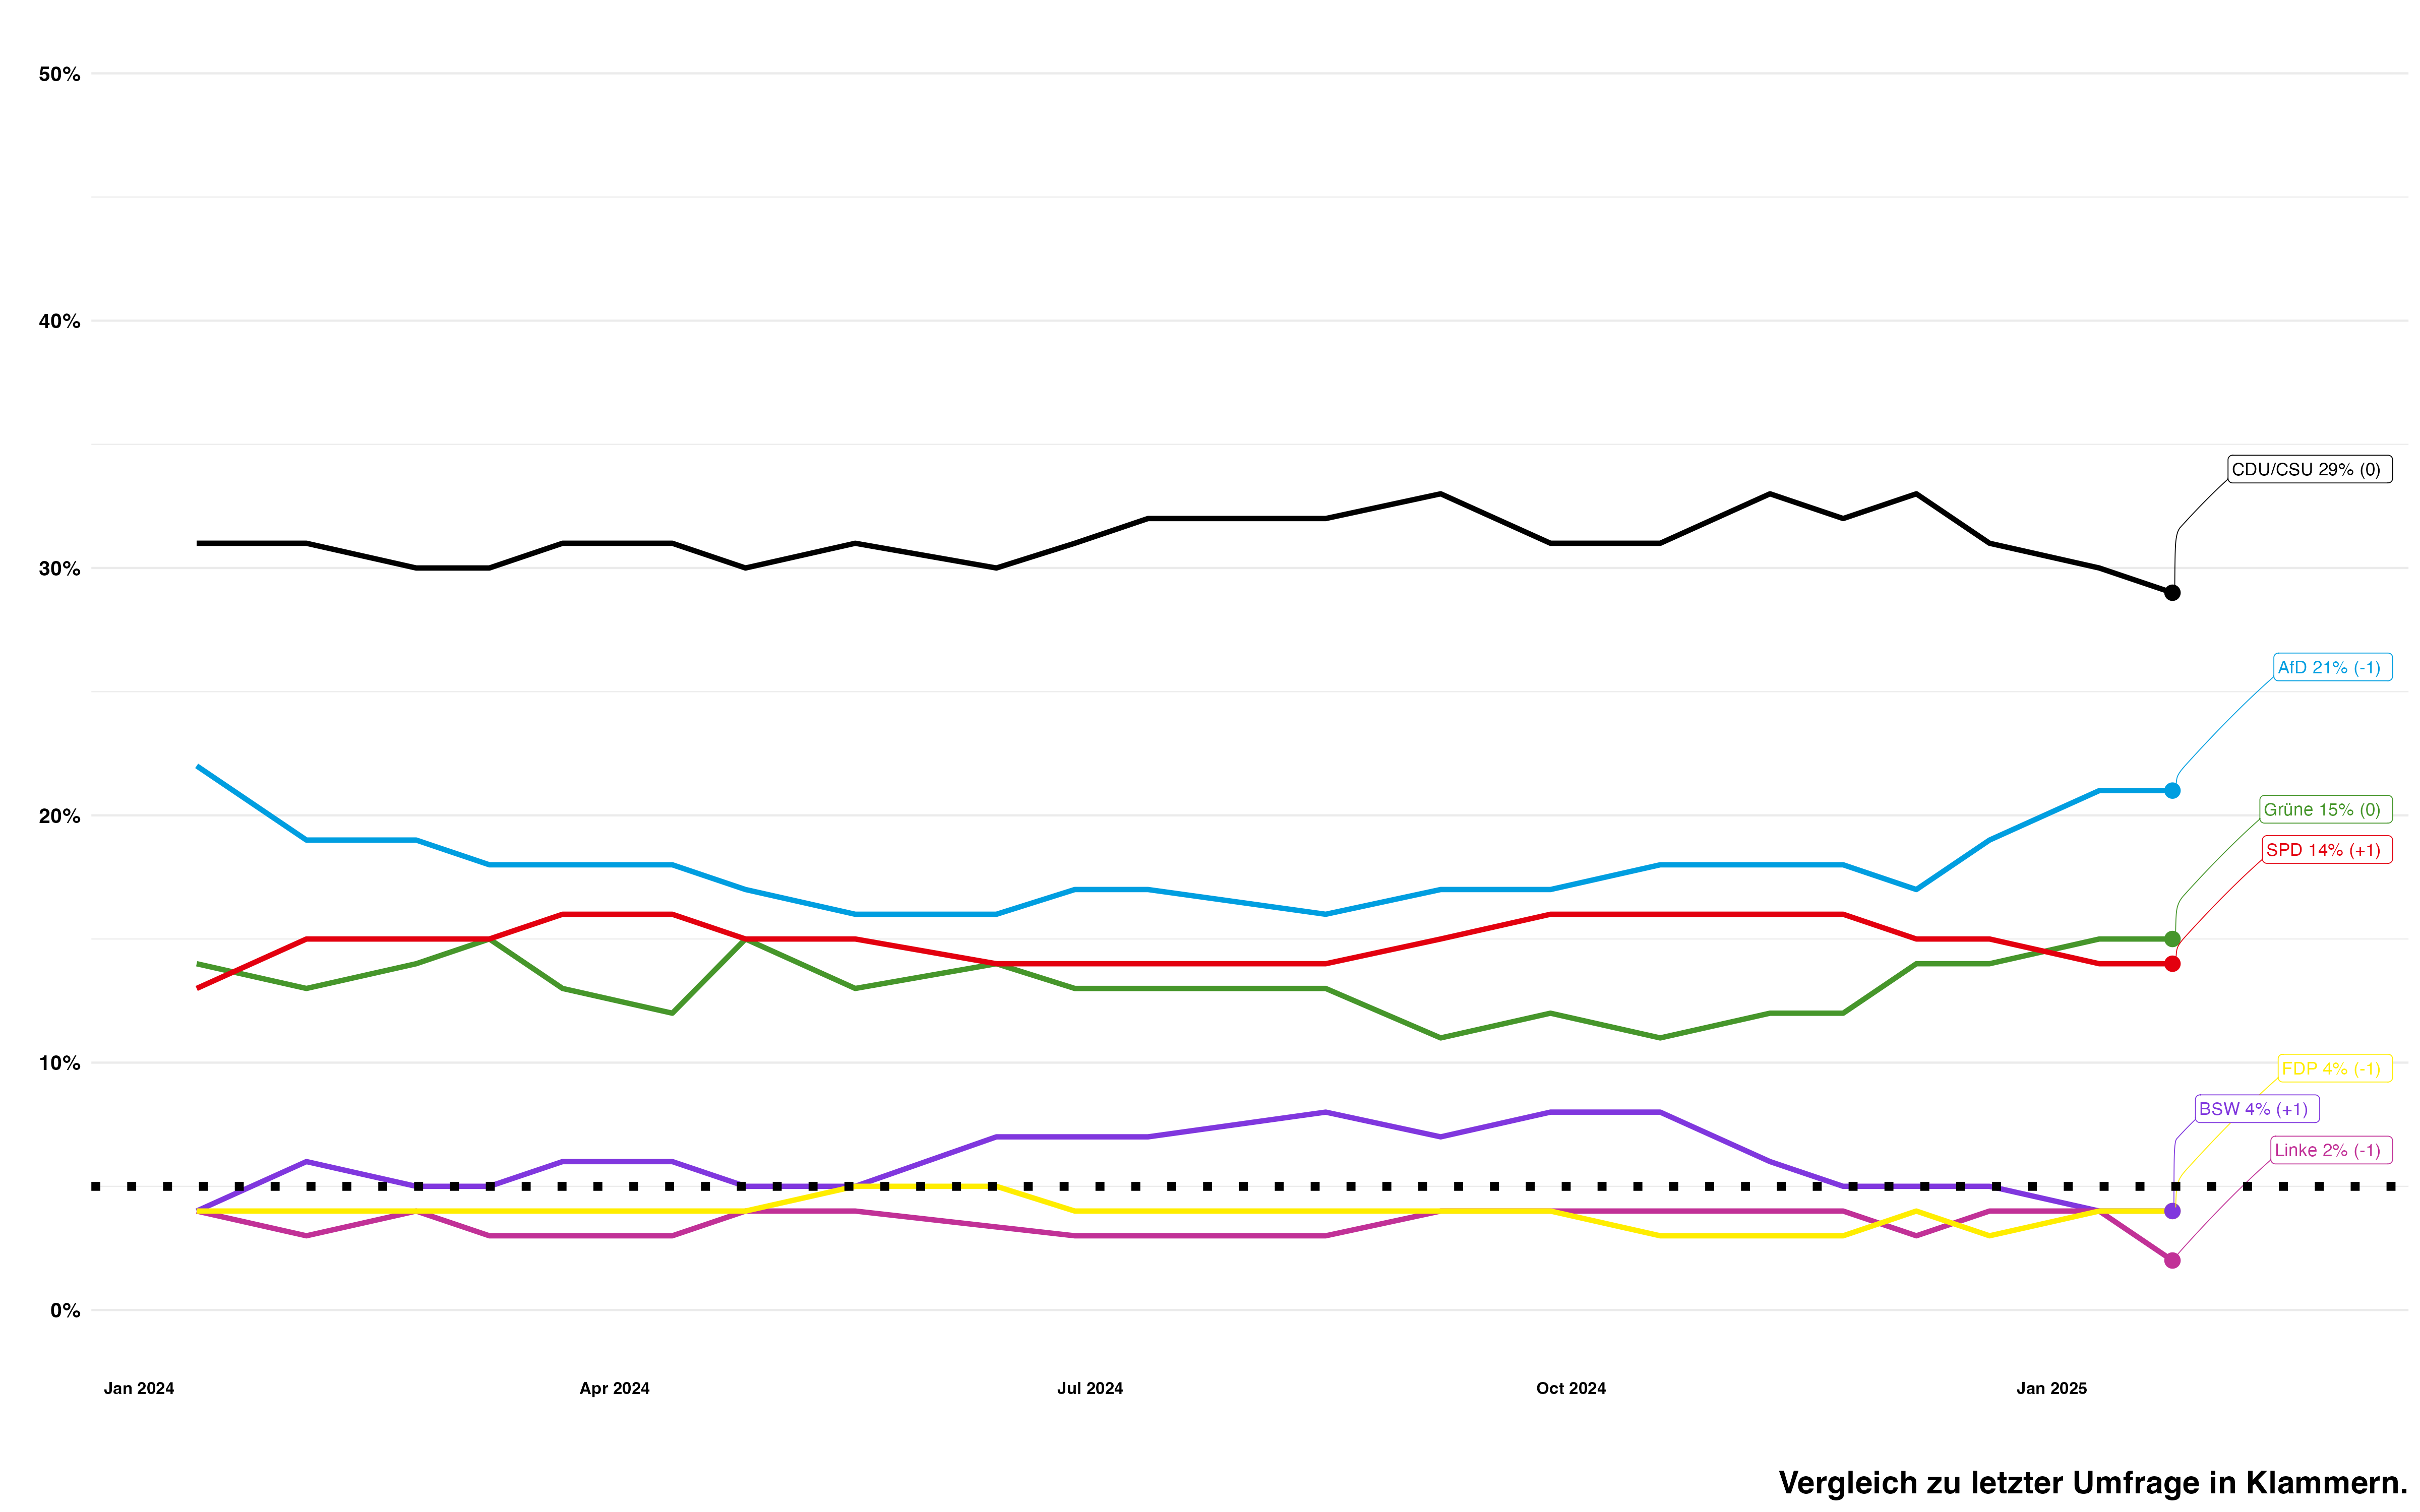 50%
40%
CDU/CSU 29% (0)
30%
AfD 21% (-1)
20%
Grüne 15% (0)
SPD 14% (+1)
10%
FDP 4% (-1)
BSW 4% (+1)
Linke 2% (-1)
0%
Jan 2024 Apr 2024 Jul 2024 Oct 2024 Jan 2025
Vergleich zu letzter Umfrage in Klammern.